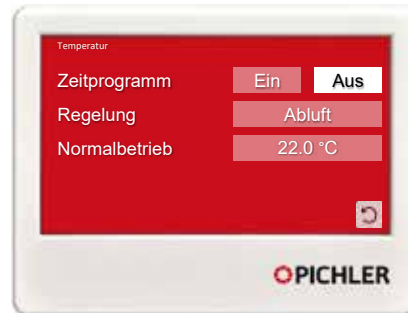 Temperatur
Zeitprogramm Ein Aus
Regelung Abluft
Normalbetrieb 22.0 °C
PICHLER